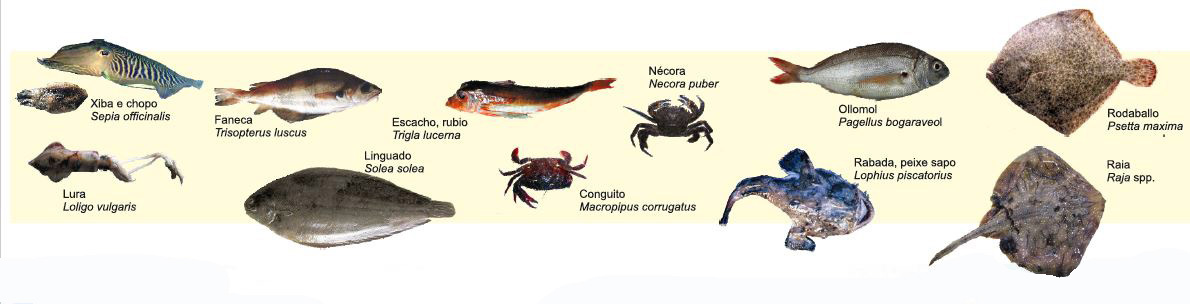 Xiba e chopo
Sepia officinalis
Faneca
Trisopterus luscus
Escacho, rubio
Trigla lucerna
Nécora
Necora puber
Ollomol
Pagellus bogaraveol
Rodaballo
Psetta maxima
Lura
Loligo vulgaris
Linguado
Solea solea
Conguito
Macropipus corrugatus
Rabada, peixe sapo
Lophius piscatorius
Raia
Raja spp.